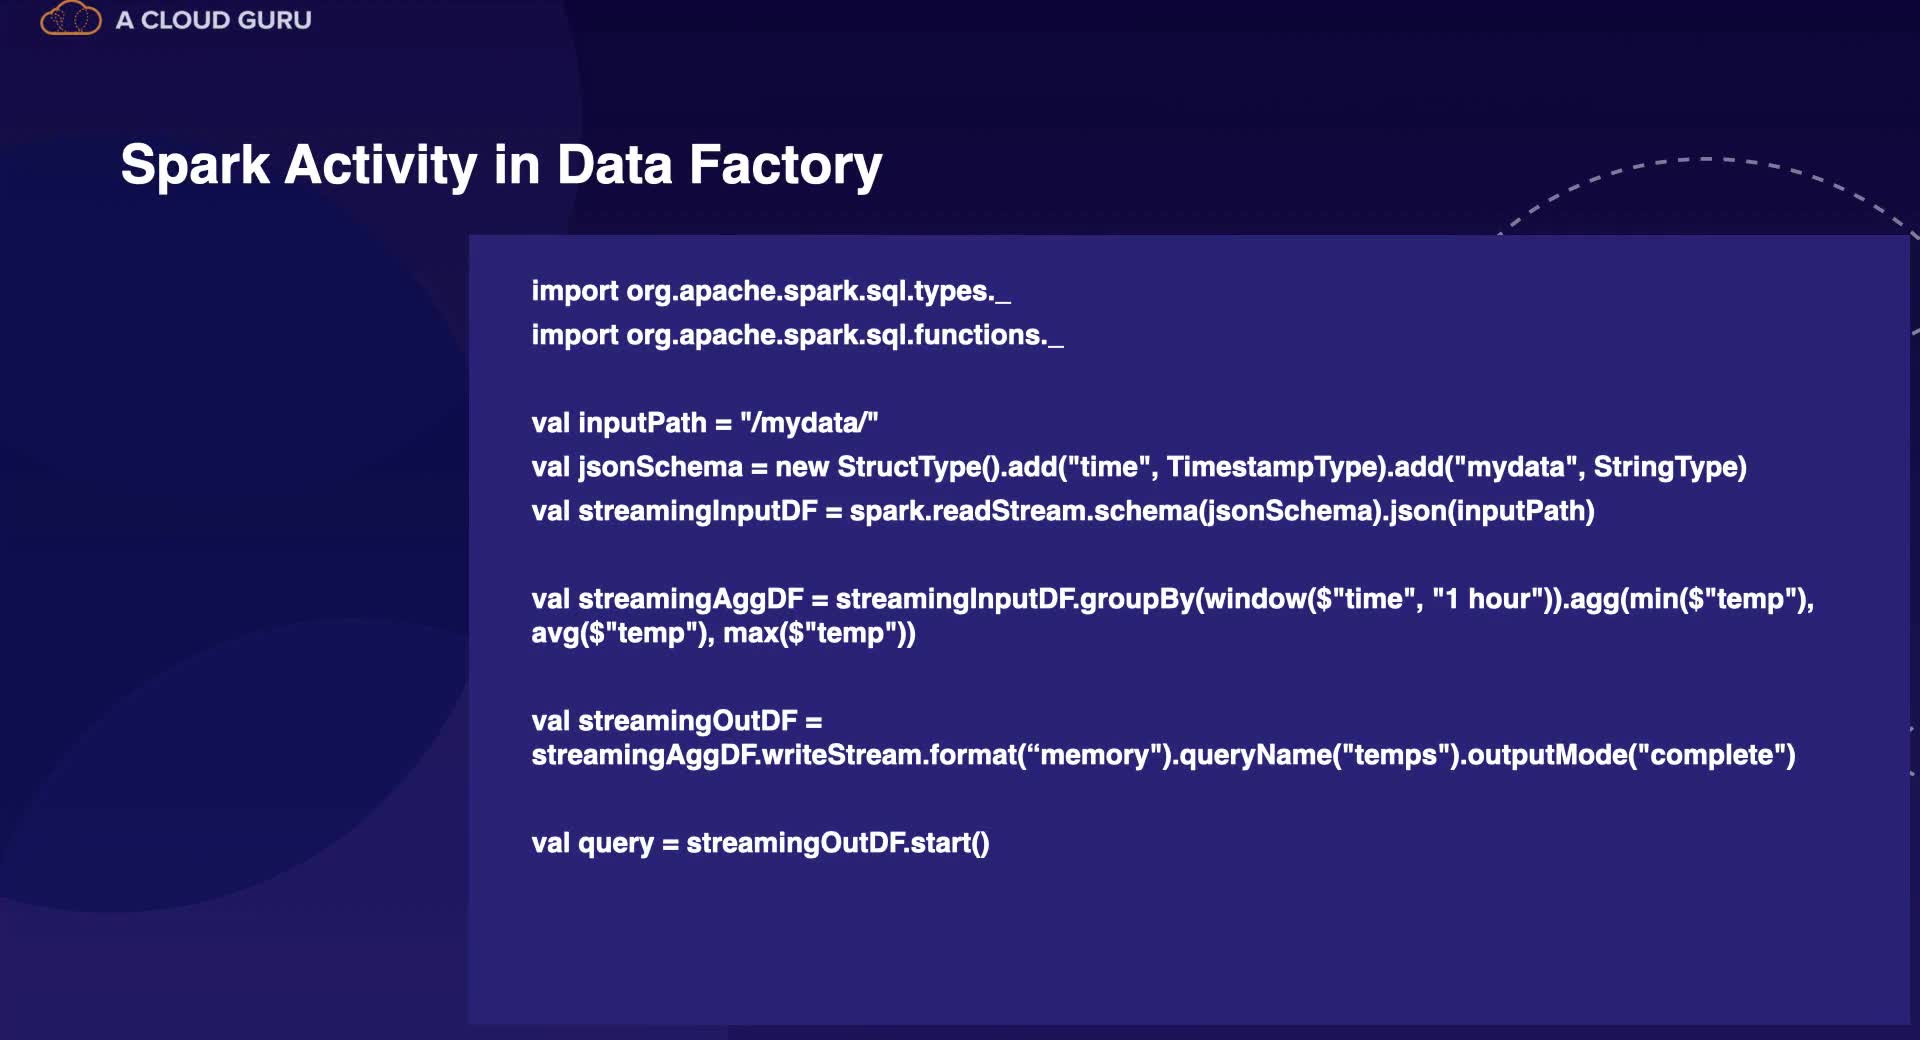 A CLOUD GURU
Spark Activity in Data Factory
import org.apache.spark.sql.types._
import org.apache.spark.sql.functions._
val inputPath = "/mydata/"
val jsonSchema = new StructType().add("time", TimestampType).add("mydata", StringType)
val streamingInputDF = spark.readStream.schema(jsonSchema).json(inputPath)
val streamingAggDF = streamingInputDF.groupBy(window($"time", "1 hour")).agg(min($"temp"),
avg($"temp"), max($"temp"))
val streamingOutDF =
streamingAggDF.writeStream.format(“memory").queryName("temps").outputMode("complete")
val query = streamingOutDF.start()